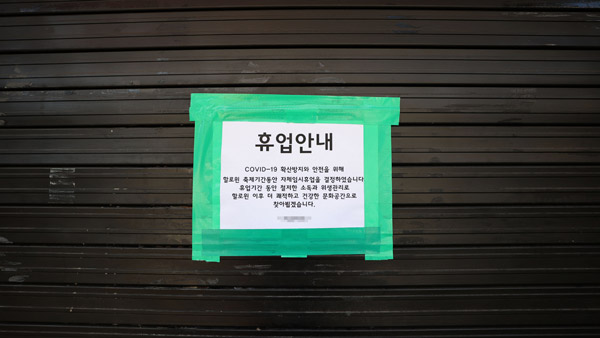 휴업안내
COVID-19 확산방지와 안전을 위해
할로윈 축제기간동안 자체임시휴업을 결정하였습니다
휴업기간 동안 철저한 소독과 위생관리로
할로윈 이후 더 쾌적하고 건강한 문화공간으로
찾아뵙겠습니다.